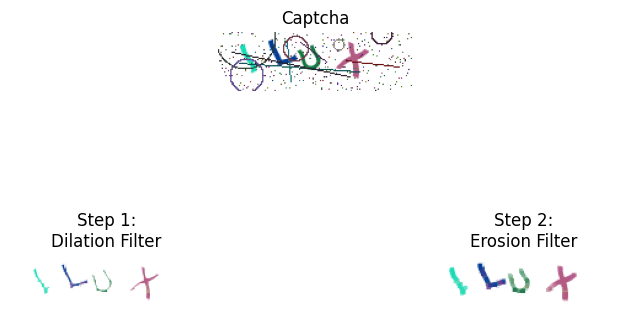 Captcha
Step 1:
Dilation Filter
Step 2:
Erosion Filter